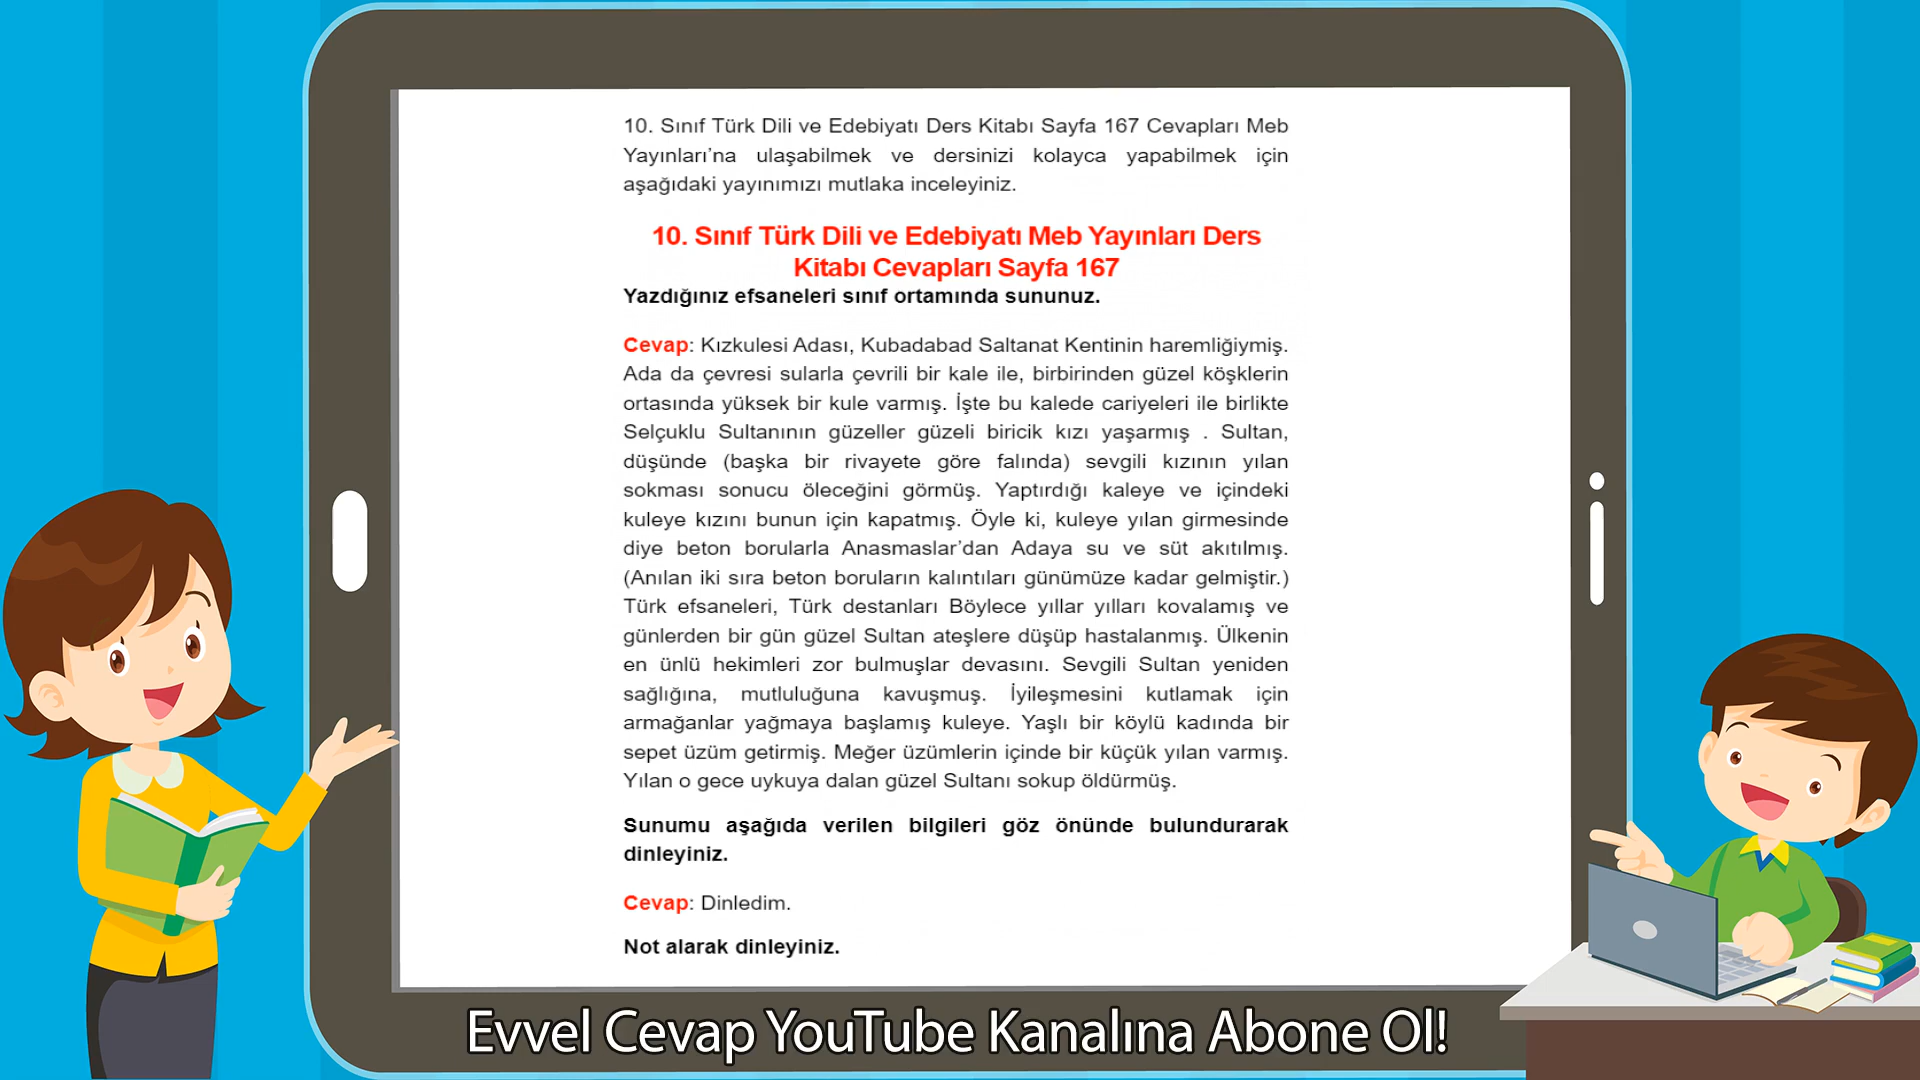 10. Sınıf Türk Dili ve Edebiyatı Ders Kitabı Sayfa 167 Cevapları Meb
Yayınları’na ulaşabilmek ve dersinizi kolayca yapabilmek için
aşağıdaki yayınımızı mutlaka inceleyiniz.
10. Sınıf Türk Dili ve Edebiyatı Meb Yayınları Ders
Kitabı Cevapları Sayfa 167
Yazdığınız efsaneleri sınıf ortamında sununuz.
Cevap: Kızkulesi Adası, Kubadabad Saltanat Kentinin haremliğiymiş.
Ada da çevresi sularla çevrili bir kale ile, birbirinden güzel köşklerin
ortasında yüksek bir kule varmış. İşte bu kalede cariyeleri ile birlikte
Selçuklu Sultanının güzeller güzeli biricik kızı yaşarmış . Sultan,
düşünde (başka bir rivayete göre falında) sevgili kızının yılan
sokması sonucu öleceğini görmüş. Yaptırdığı kaleye ve içindeki
kuleye kızını bunun için kapatmış. Öyle ki, kuleye yılan girmesinde
diye beton borularla Anasmaslar’dan Adaya su ve süt akıtılmış.
(Anılan iki sıra beton boruların kalıntıları günümüze kadar gelmiştir.)
Türk efsaneleri, Türk destanları Böylece yıllar yılları kovalamış ve
günlerden bir gün güzel Sultan ateşlere düşüp hastalanmış. Ülkenin
en ünlü hekimleri zor bulmuşlar devasını. Sevgili Sultan yeniden
sağlığına, mutluluğuna kavuşmuş. İyileşmesini kutlamak için
armağanlar yağmaya başlamış kuleye. Yaşlı bir köylü kadında bir
sepet üzüm getirmiş. Meğer üzümlerin içinde bir küçük yılan varmış.
Yılan o gece uykuya dalan güzel Sultanı sokup öldürmüş.
Sunumu aşağıda verilen bilgileri göz önünde bulundurarak
dinleyiniz.
Cevap: Dinledim.
Not alarak dinleyiniz.
Evvel Cevap YouTube Kanalına Abone Ol!